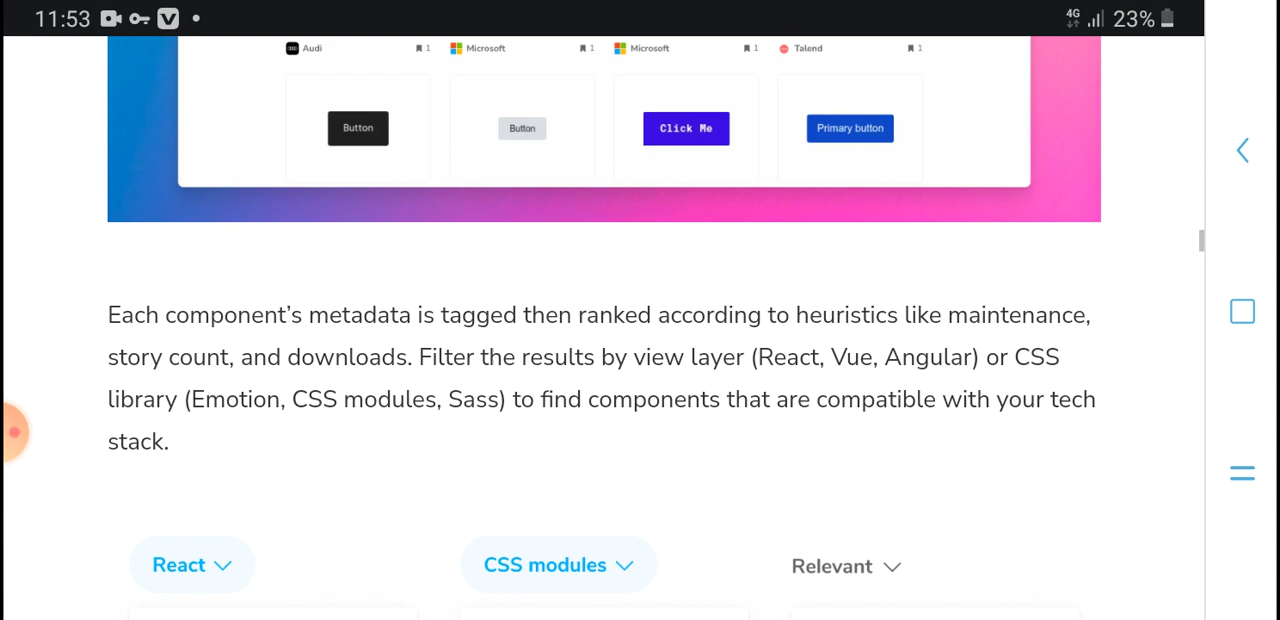 11:53
4G 23%
Audi 1 Microsoft 1 Microsoft 1 Talend 1
Button Button Click Me Primary button
Each component’s metadata is tagged then ranked according to heuristics like maintenance,
story count, and downloads. Filter the results by view layer (React, Vue, Angular) or CSS
library (Emotion, CSS modules, Sass) to find components that are compatible with your tech
stack.
React CSS modules Relevant